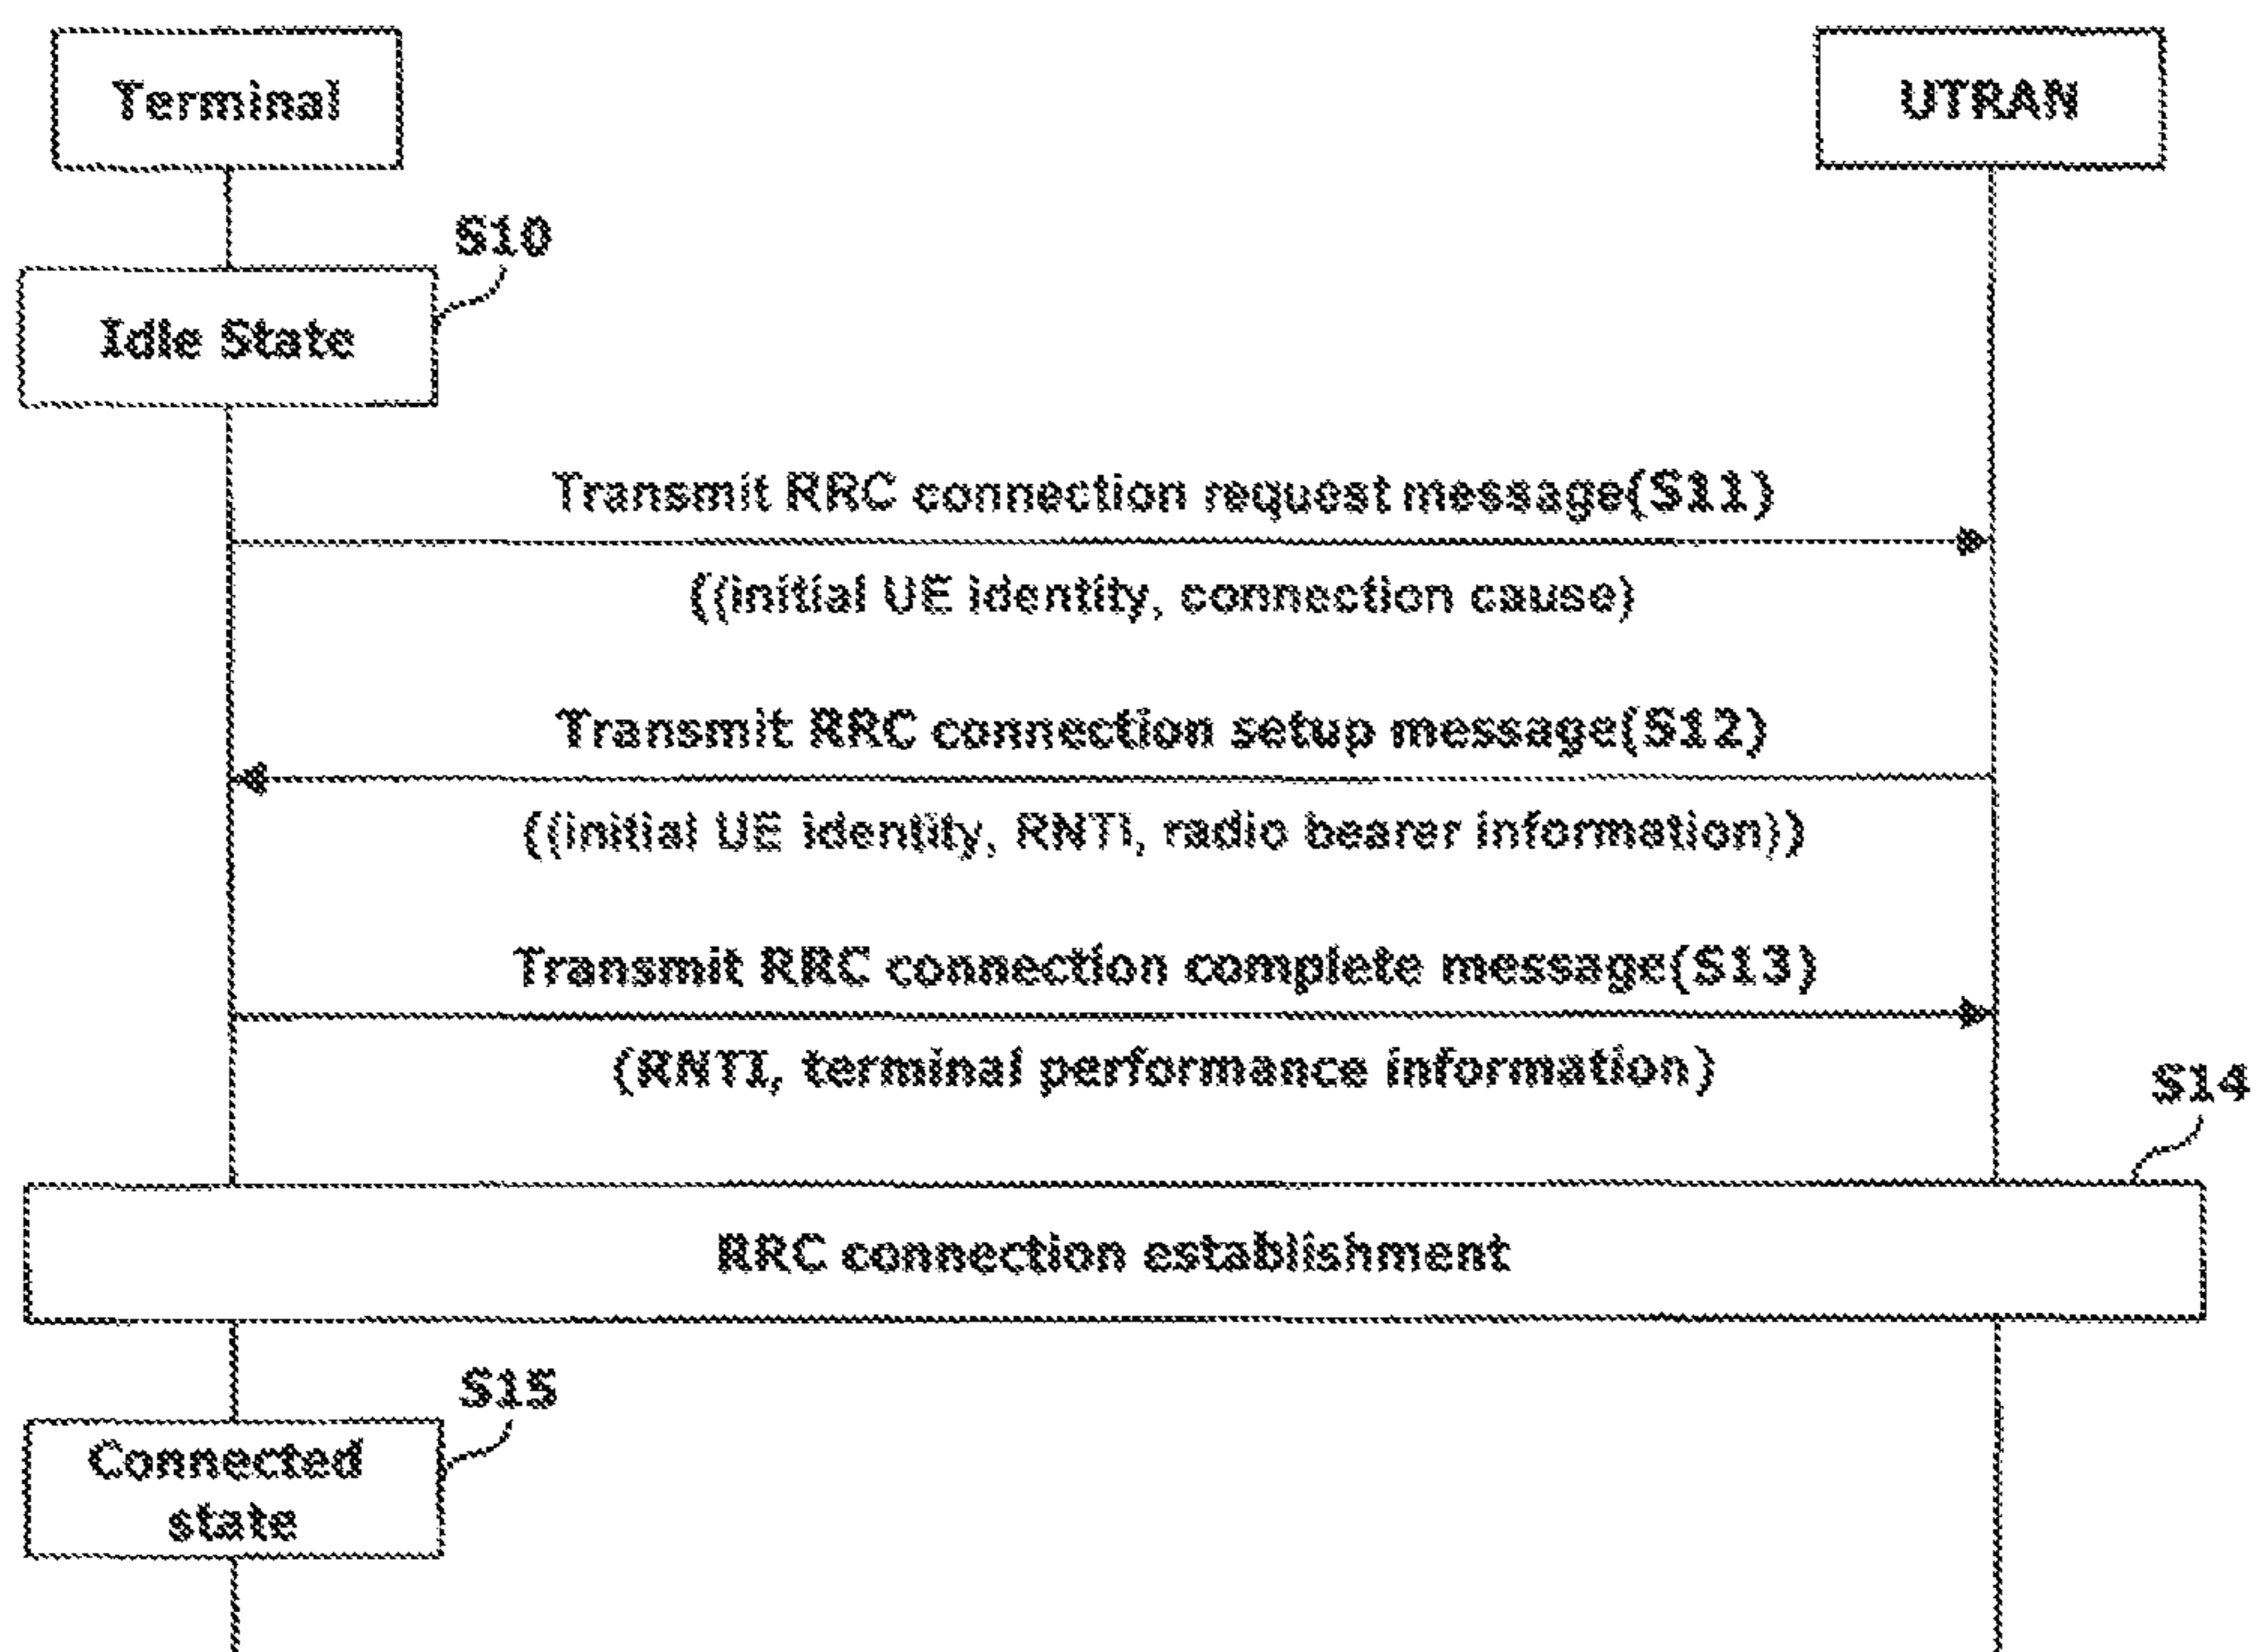 Terminal
UTRAN
S10
Idle State
Transmit RRC connection request message(S11)
((initial UE identity, connection cause)
Transmit RRC connection setup message(S12)
((initial UE identity, RNTI, radio bearer information))
Transmit RRC connection complete message(S13)
(RNTI, terminal performance information)
S14
RRC connection establishment
S15
Connected
state